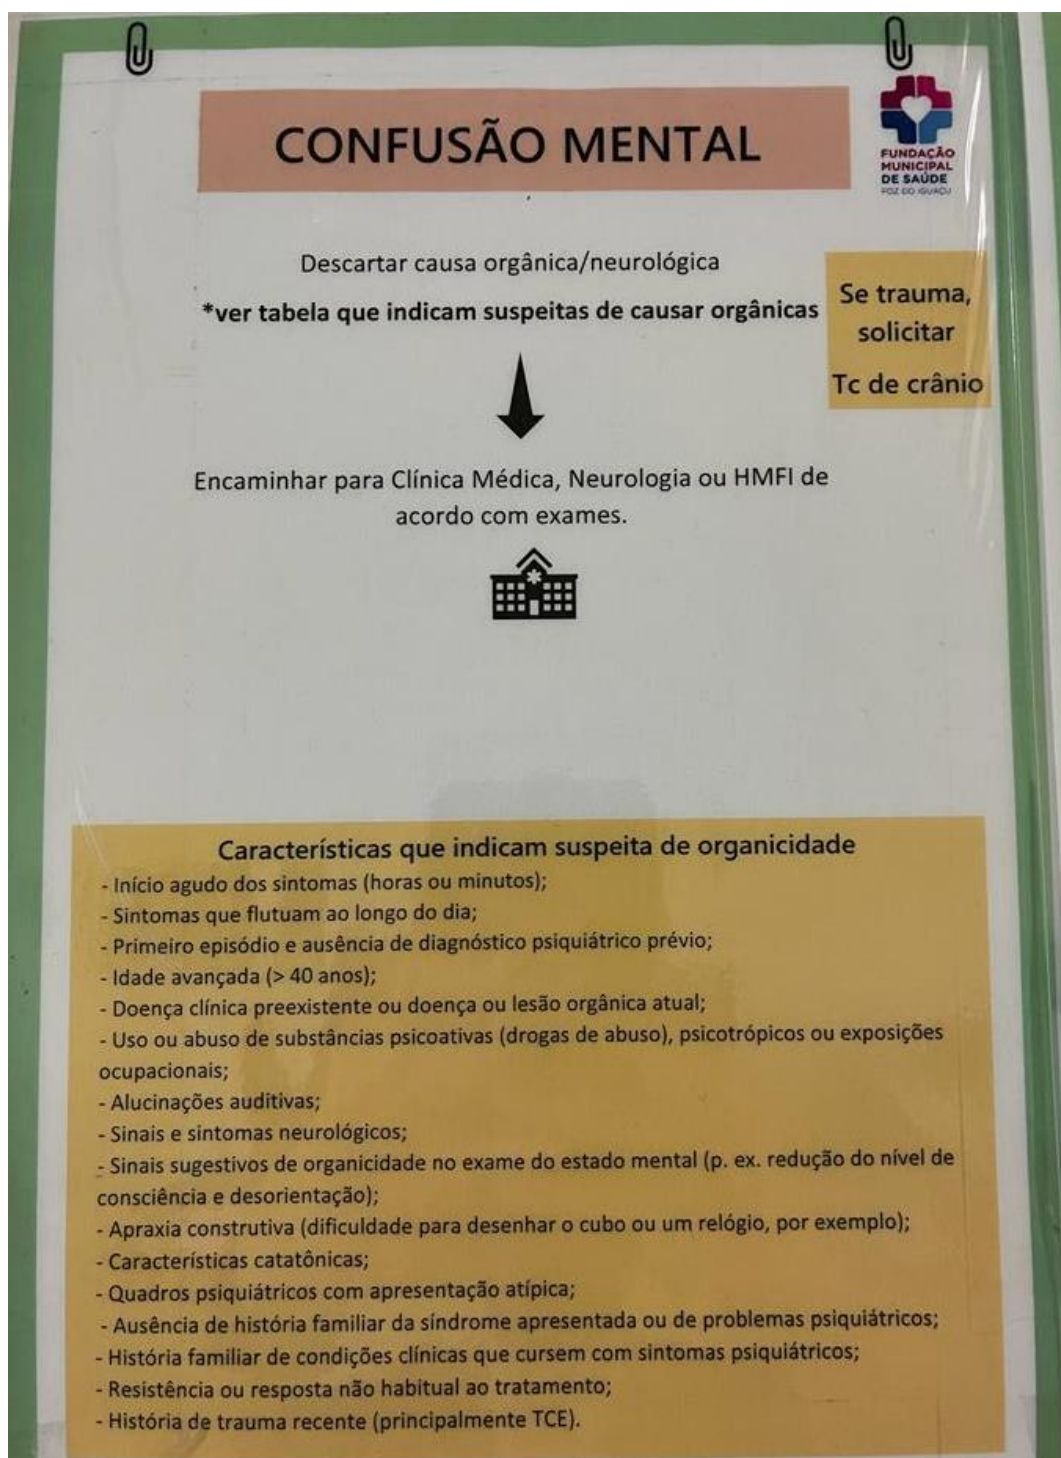 CONFUSÃO MENTAL
FUNDAÇÃO
MUNICIPAL
DE SAÚDE
FOZ DO IGUAÇU
Descartar causa orgânica/neurológica
*ver tabela que indicam suspeitas de causar orgânicas
Se trauma,
solicitar
Tc de crânio
Encaminhar para Clínica Médica, Neurologia ou HMFI de
acordo com exames.
Características que indicam suspeita de organicidade
- Início agudo dos sintomas (horas ou minutos);
- Sintomas que flutuam ao longo do dia;
- Primeiro episódio e ausência de diagnóstico psiquiátrico prévio;
- Idade avançada (> 40 anos);
- Doença clínica preexistente ou doença ou lesão orgânica atual;
- Uso ou abuso de substâncias psicoativas (drogas de abuso), psicotrópicos ou exposições
ocupacionais;
- Alucinações auditivas;
- Sinais e sintomas neurológicos;
- Sinais sugestivos de organicidade no exame do estado mental (p. ex. redução do nível de
consciência e desorientação);
- Apraxia construtiva (dificuldade para desenhar o cubo ou um relógio, por exemplo);
- Características catatônicas;
- Quadros psiquiátricos com apresentação atípica;
- Ausência de história familiar da síndrome apresentada ou de problemas psiquiátricos;
- História familiar de condições clínicas que cursem com sintomas psiquiátricos;
- Resistência ou resposta não habitual ao tratamento;
- História de trauma recente (principalmente TCE).